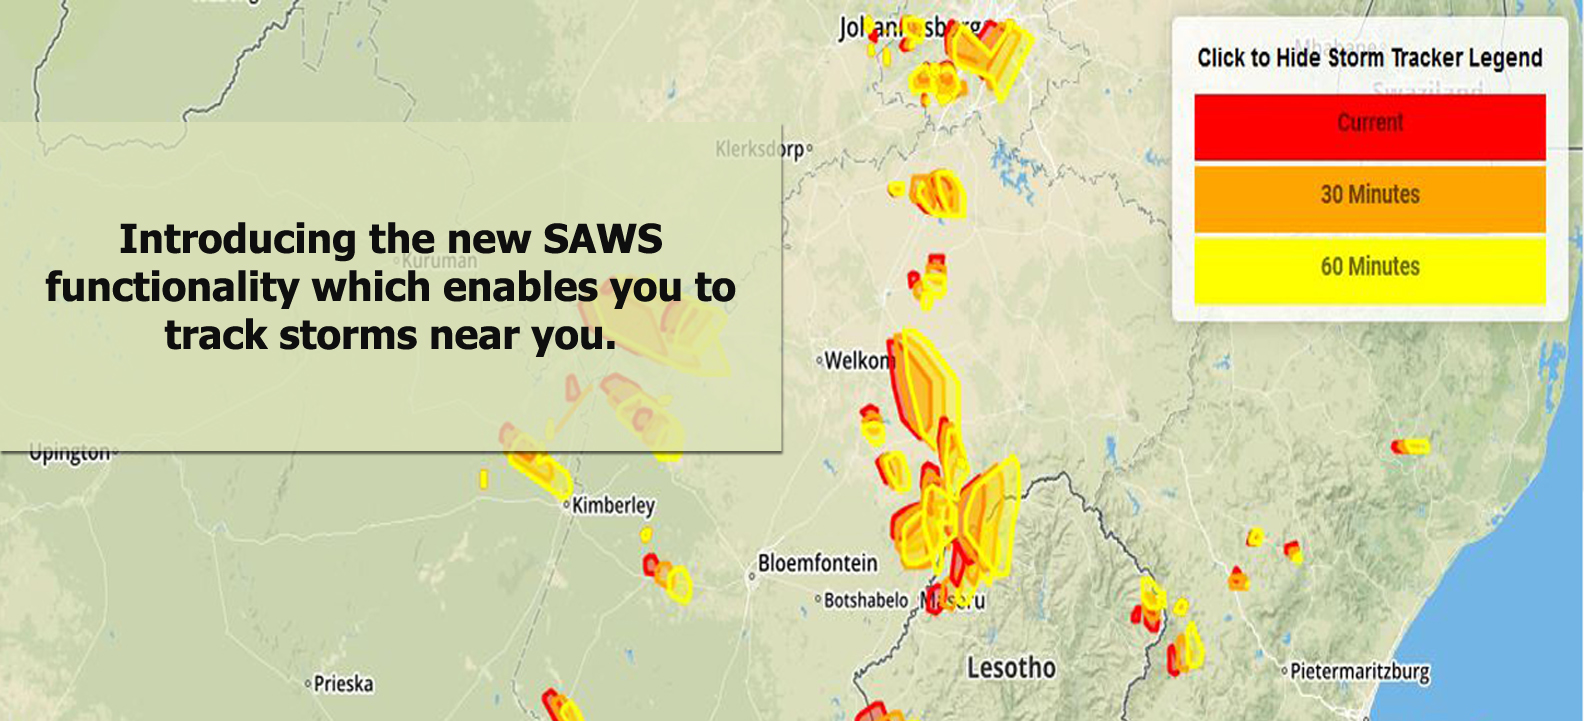 Johannesburg
Mbabane
Click to Hide Storm Tracker Legend
Swaziland
Current
Klerksdorp
30 Minutes
Introducing the new SAWS
Kuruman
60 Minutes
functionality which enables you to
track storms near you.
Welkom
Upington
Kimberley
Bloemfontein
Botshabelo
Maseru
Lesotho
Pietermaritzburg
Prieska